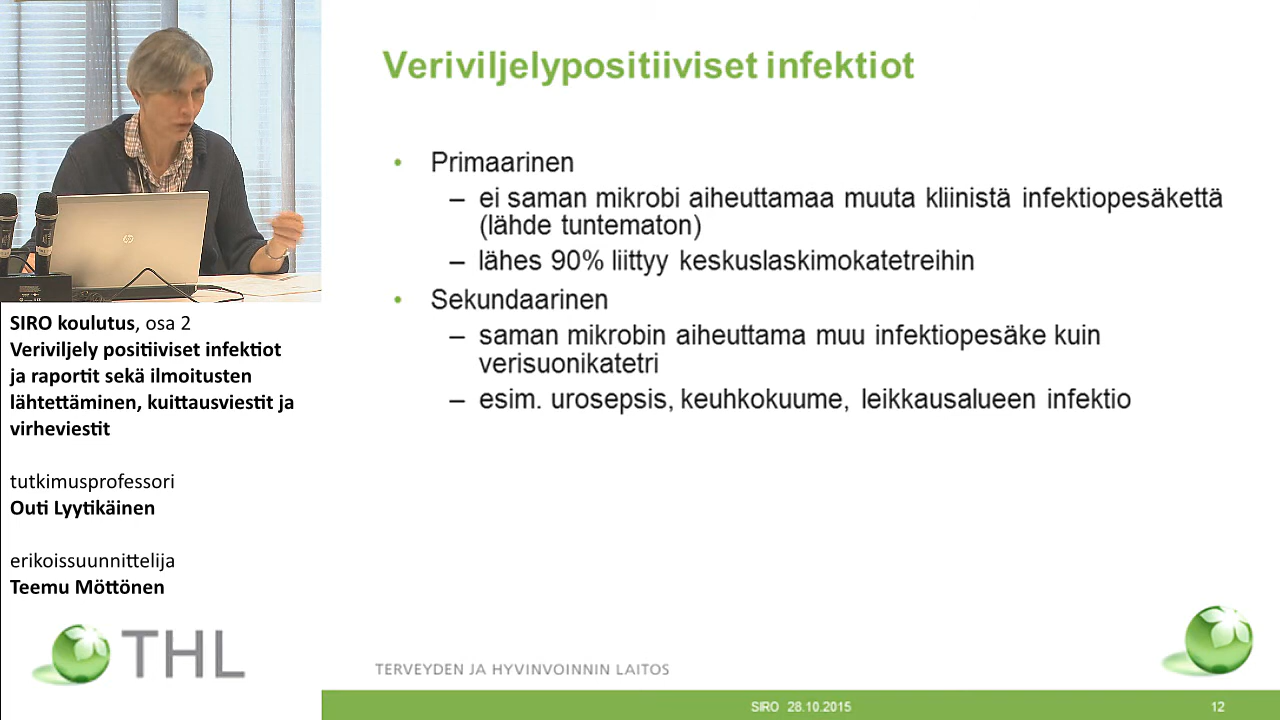 Veriviljelypositiiviset infektiot
• Primaarinen
– ei saman mikrobi aiheuttamaa muuta kliinistä infektiopesäkettä
(lähde tuntematon)
– lähes 90% liittyy keskuslaskimokatetreihin
• Sekundaarinen
– saman mikrobin aiheuttama muu infektiopesäke kuin
verisuonikatetri
– esim. urosepsis, keuhkokuume, leikkausalueen infektio
SIRO koulutus, osa 2
Veriviljely positiiviset infektiot
ja raportit sekä ilmoitusten
lähtettäminen, kuittausviestit ja
virheviestit
tutkimusprofessori
Outi Lyytikäinen
erikoissuunnittelija
Teemu Möttönen
THL
TERVEYDEN JA HYVINVOINNIN LAITOS
SIRO 28.10.2015
12
hp